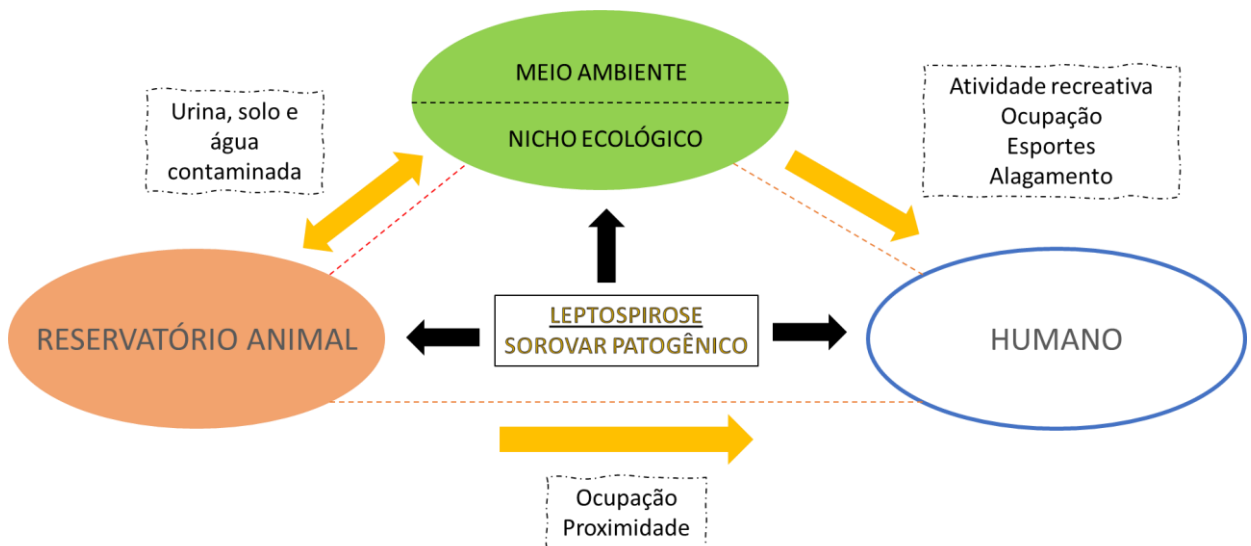 MEIO AMBIENTE
NICHO ECOLÓGICO
Urina, solo e
água
contaminada
Atividade recreativa
Ocupação
Esportes
Alagamento
RESERVATÓRIO ANIMAL
LEPTOSPIROSE
SOROVAR PATOGÊNICO
HUMANO
Ocupação
Proximidade